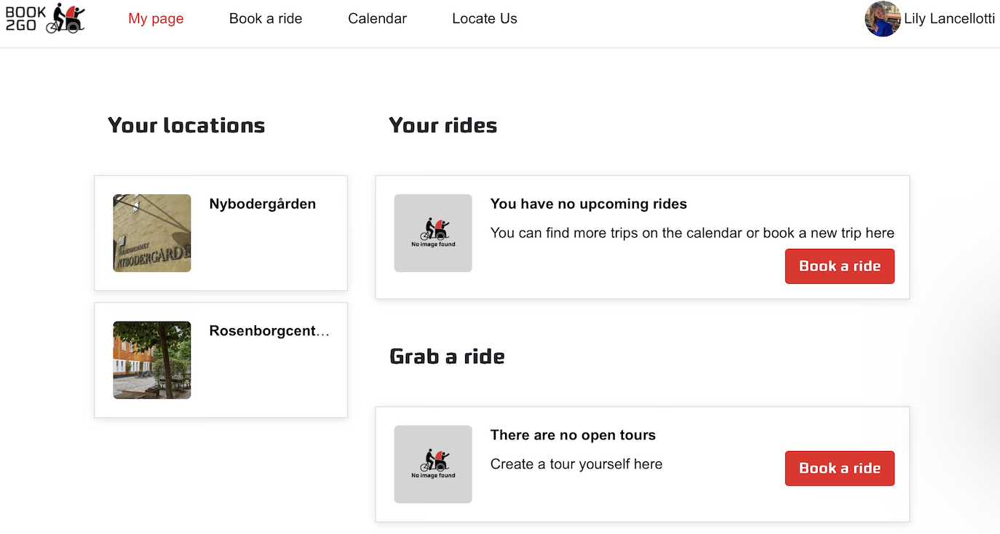 BOOK
2GO
My page
Book a ride
Calendar
Locate Us
Lily Lancellotti
Your locations
Nybodergården
NYBODERGÅRDE
Rosenborgcent…
Your rides
No image found
You have no upcoming rides
You can find more trips on the calendar or book a new trip here
Book a ride
Grab a ride
No image found
There are no open tours
Create a tour yourself here
Book a ride